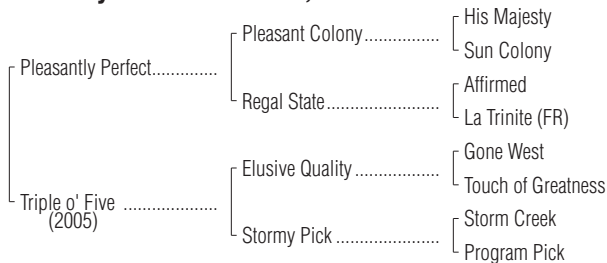 Pleasantly Perfect..............
Pleasant Colony................
His Majesty
Sun Colony
Regal State........................
Affirmed
La Trinite (FR)
Triple o' Five ....................
(2005)
Elusive Quality ..................
Gone West
Touch of Greatness
Stormy Pick ......................
Storm Creek
Program Pick